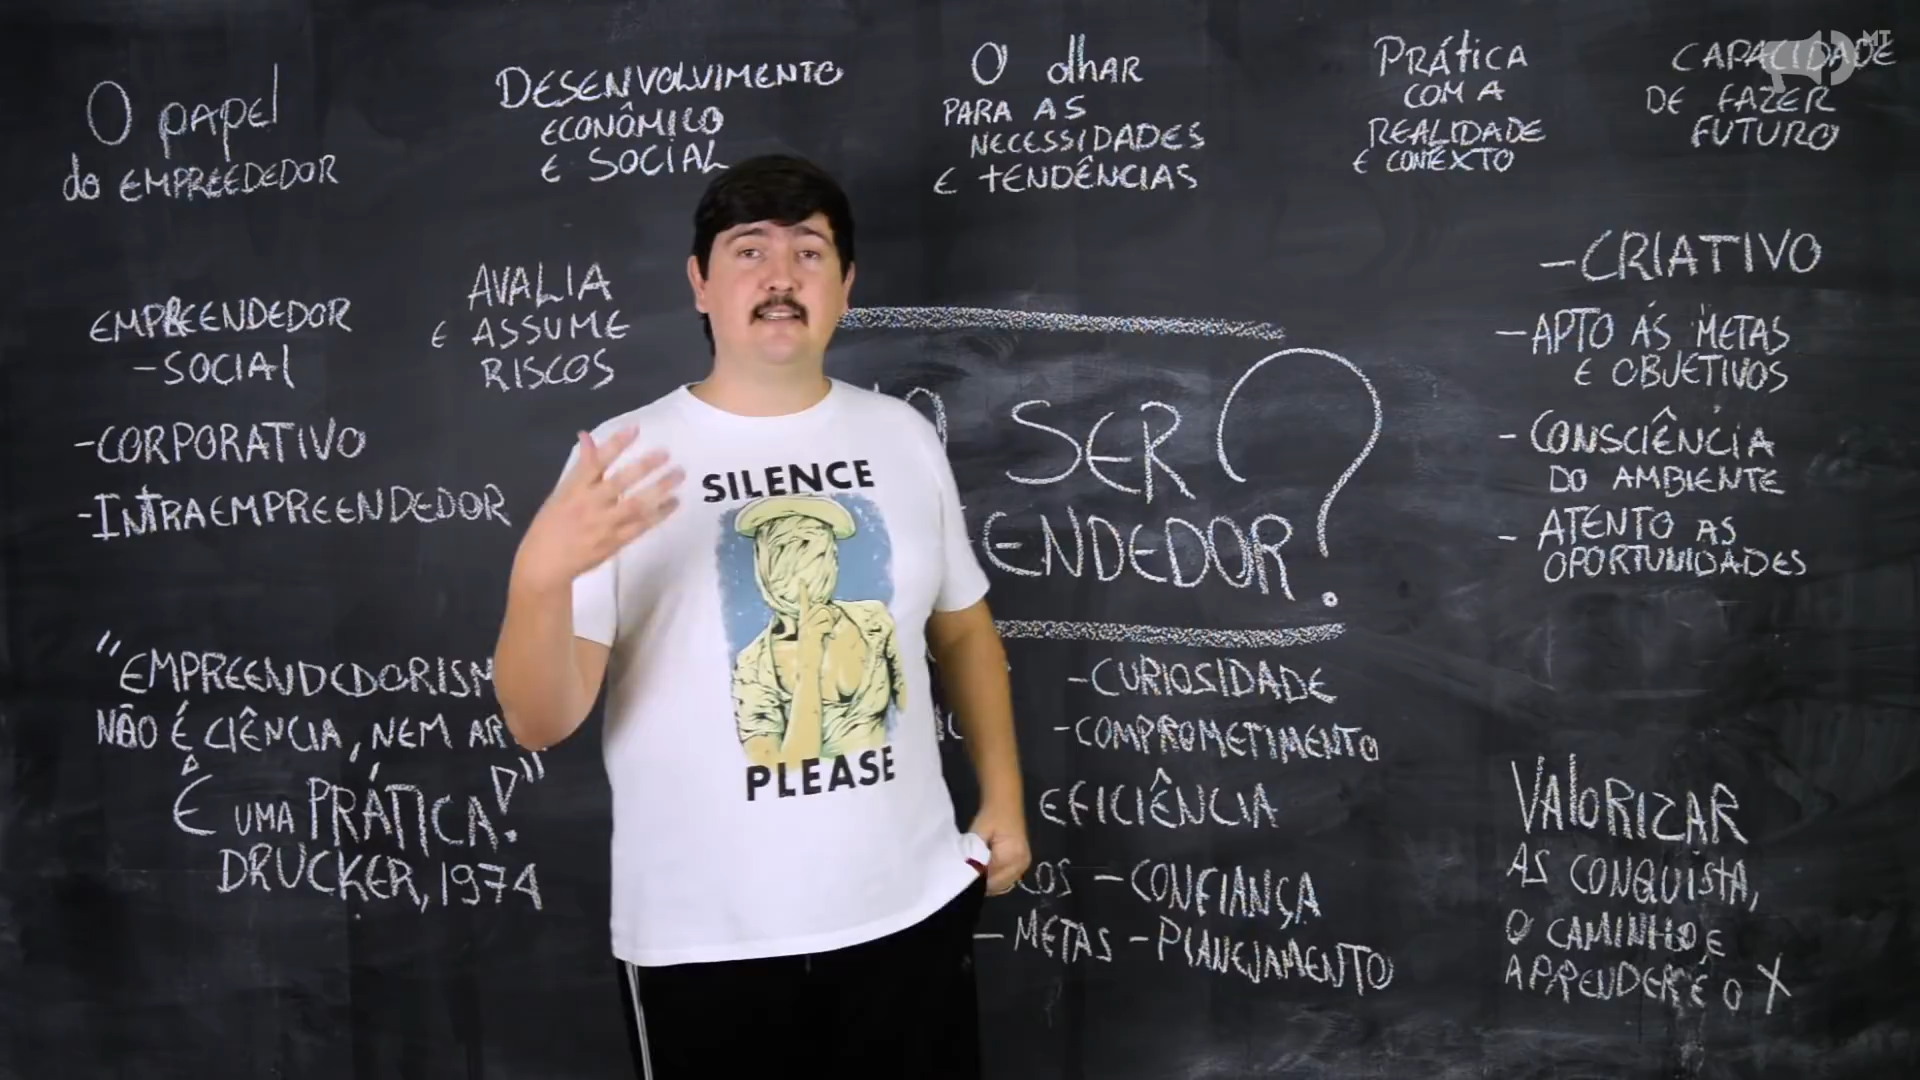 O papel
do EMPREEDEDOR
DESENVOLVIMENTO
ECONÔMICO
E SOCIAL
O olhar
PARA AS
NECESSIDADES
E TENDÊNCIAS
PRÁTICA
COM A
REALIDADE
E CONTEXTO
CAPACIDADE
DE FAZER
FUTURO
MT
EMPREENDEDOR
-SOCIAL
-CORPORATIVO
-INTRAEMPREENDEDOR
AVALIA
E ASSUME
RISCOS
SER
ENDEDOR?
-CRIATIVO
-APTO ÁS METAS
E OBJETIVOS
-CONSCIÊNCIA
DO AMBIENTE
-ATENTO AS
OPORTUNIDADES
SILENCE
PLEASE
"EMPREENDEDORISM
NÃO É CIÊNCIA, NEM AR
É UMA PRÁTICA!"
DRUCKER, 1974
-CURIOSIDADE
-COMPROMETIMENTO
EFICIÊNCIA
COS -CONFIANÇA
-METAS -PLANEJAMENTO
VALORIZAR
AS CONQUISTA,
O CAMINHO E
APRENDER É O X